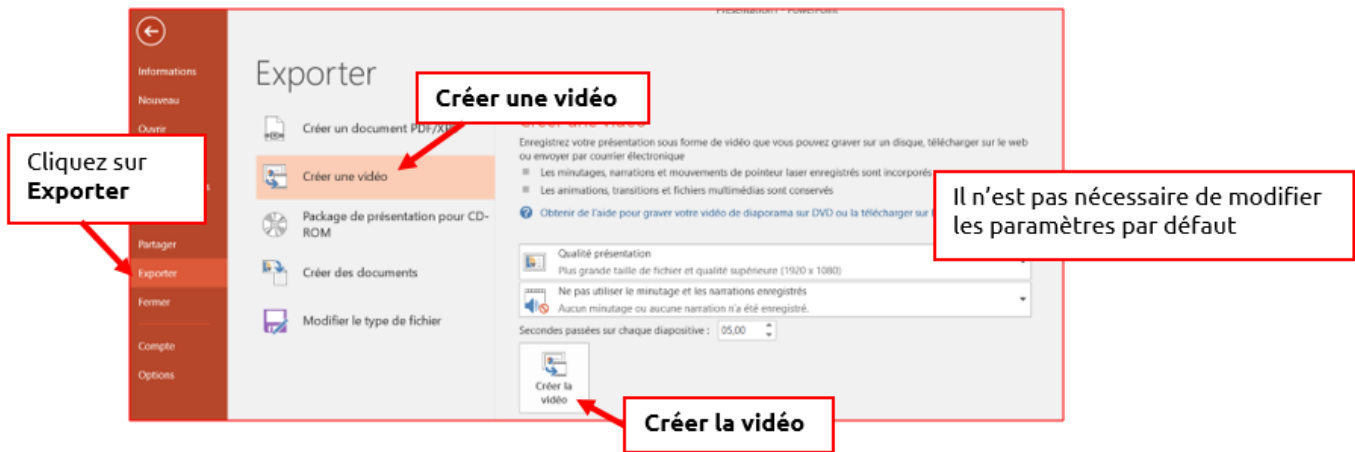 Informations
Nouveau
Ouvrir
Partager
Exporter
Fermer
Compte
Options
Cliquez sur
Exporter
Exporter
Créer un document PDF/
Créer une vidéo
Package de présentation pour CD-
ROM
Créer des documents
Modifier le type de fichier
Créer une vidéo
Enregistrez votre présentation sous forme de vidéo que vous pouvez graver sur un disque, télécharger sur le web
ou envoyer par courrier électronique
Les minutages, narrations et mouvements de pointeur laser enregistrés sont incorporés
Les animations, transitions et fichiers multimédias sont conservés
Obtenir de l'aide pour graver votre vidéo de diaporama sur DVD ou la télécharger sur
Il n'est pas nécessaire de modifier
les paramètres par défaut
Qualité présentation
Plus grande taille de fichier et qualité supérieure (1920 x 1080)
Ne pas utiliser le minutage et les narrations enregistrés
Aucun minutage ou aucune narration n'a été enregistré.
Secondes passées sur chaque diapositive : 05,00
Créer la
vidéo
Créer la vidéo